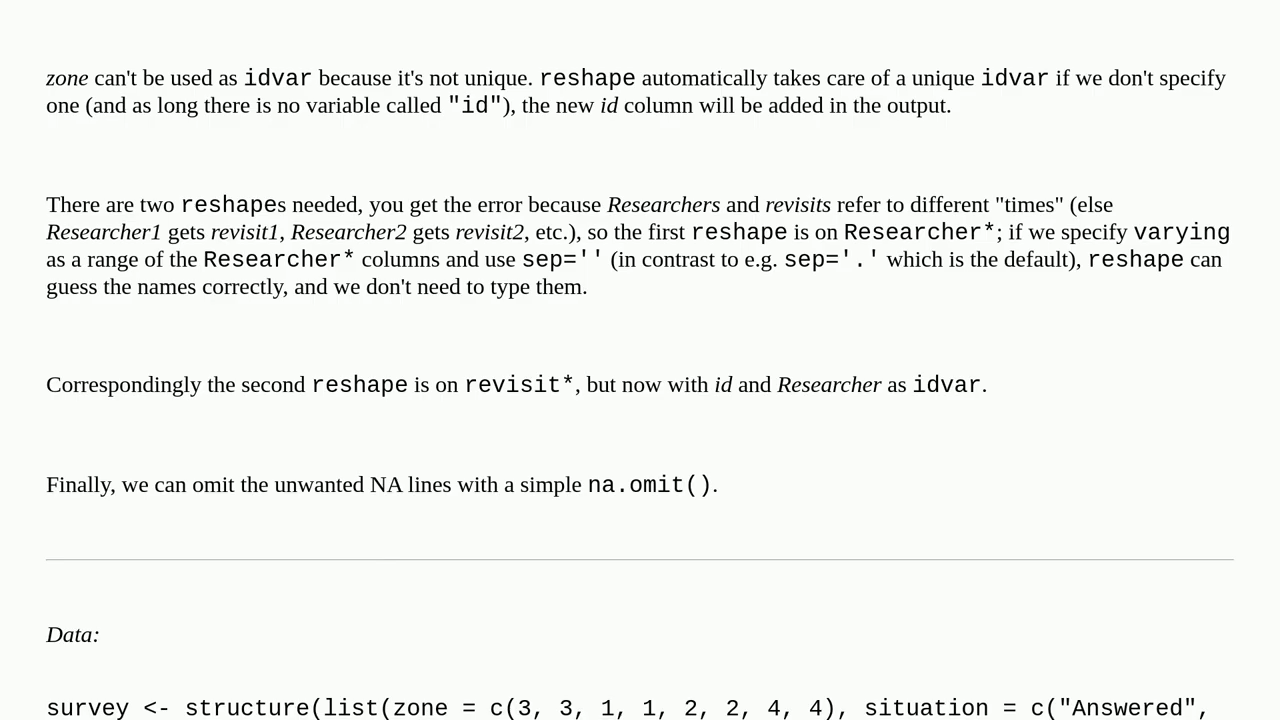 zone can't be used as idvar because it's not unique. reshape automatically takes care of a unique idvar if we don't specify
one (and as long there is no variable called "id"), the new id column will be added in the output.
There are two reshapes needed, you get the error because Researchers and revisits refer to different "times" (else
Researcher1 gets revisit1, Researcher2 gets revisit2, etc.), so the first reshape is on Researcher*; if we specify varying
as a range of the Researcher* columns and use sep='' (in contrast to e.g. sep='.' which is the default), reshape can
guess the names correctly, and we don't need to type them.
Correspondingly the second reshape is on revisit*, but now with id and Researcher as idvar.
Finally, we can omit the unwanted NA lines with a simple na.omit().
Data:
survey <- structure(list(zone = c(3, 3, 1, 1, 2, 2, 4, 4), situation = c("Answered",